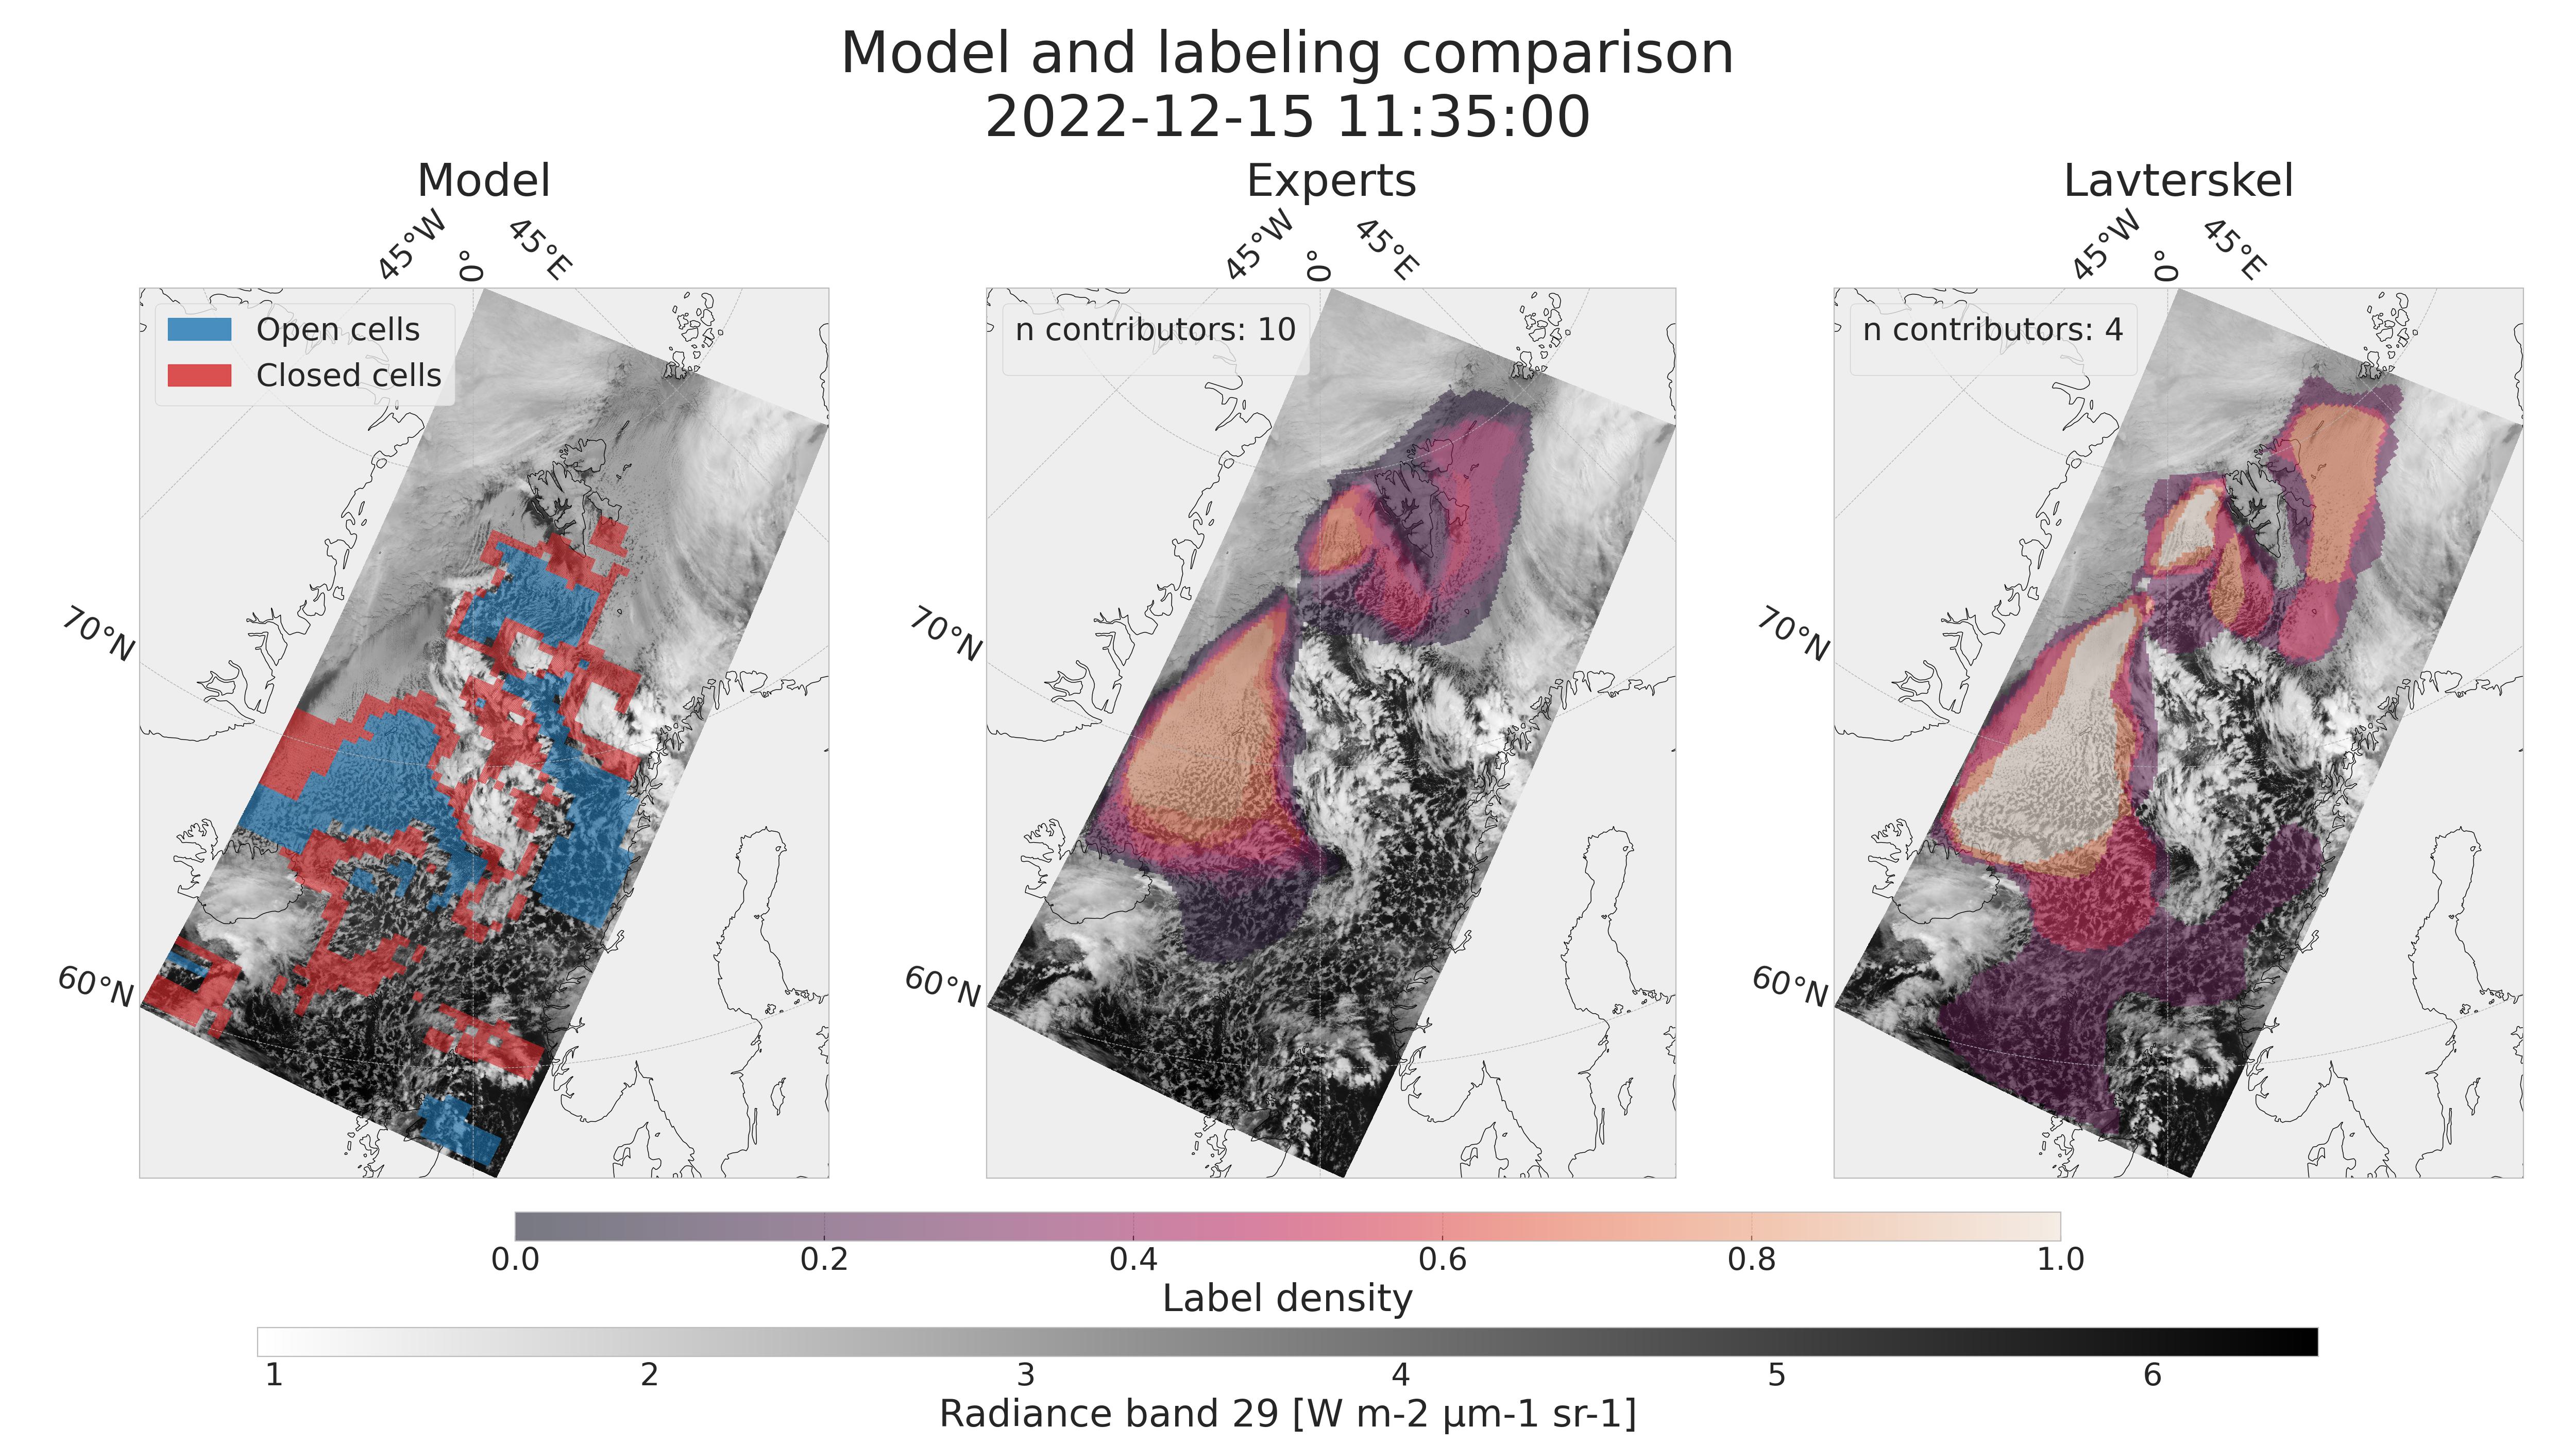 Model and labeling comparison
2022-12-15 11:35:00
Model
Experts
Lavterskel
45°W 0° 45°E
45°W 0° 45°E
45°W 0° 45°E
Open cells
Closed cells
n contributors: 10
n contributors: 4
70°N
70°N
70°N
60°N
60°N
60°N
0.0 0.2 0.4 0.6 0.8 1.0
Label density
1 2 3 4 5 6
Radiance band 29 [W m-2 µm-1 sr-1]